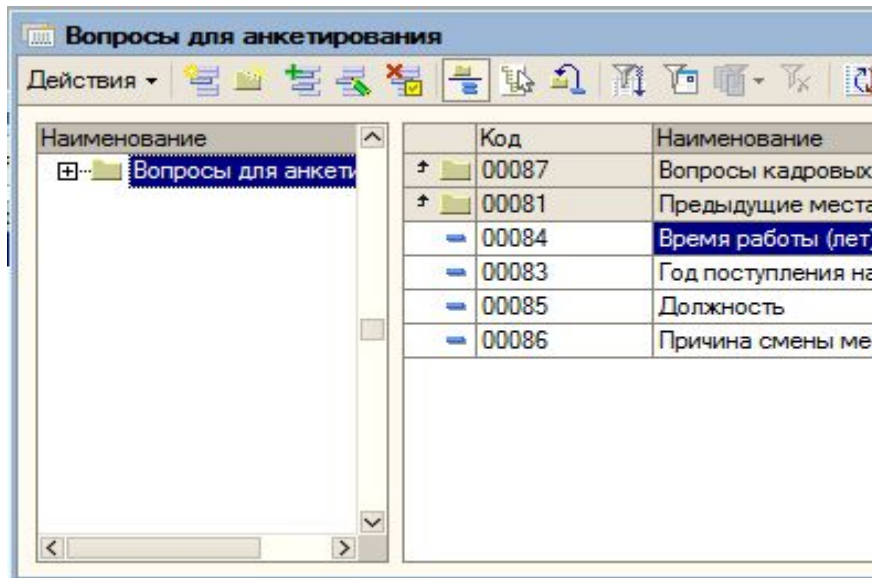 Вопросы для анкетирования
Действия
Наименование
Вопросы для анкети
Код Наименование
00087 Вопросы кадровых
00081 Предыдущие места
00084 Время работы (лет)
00083 Год поступления на
00085 Должность
00086 Причина смены ме